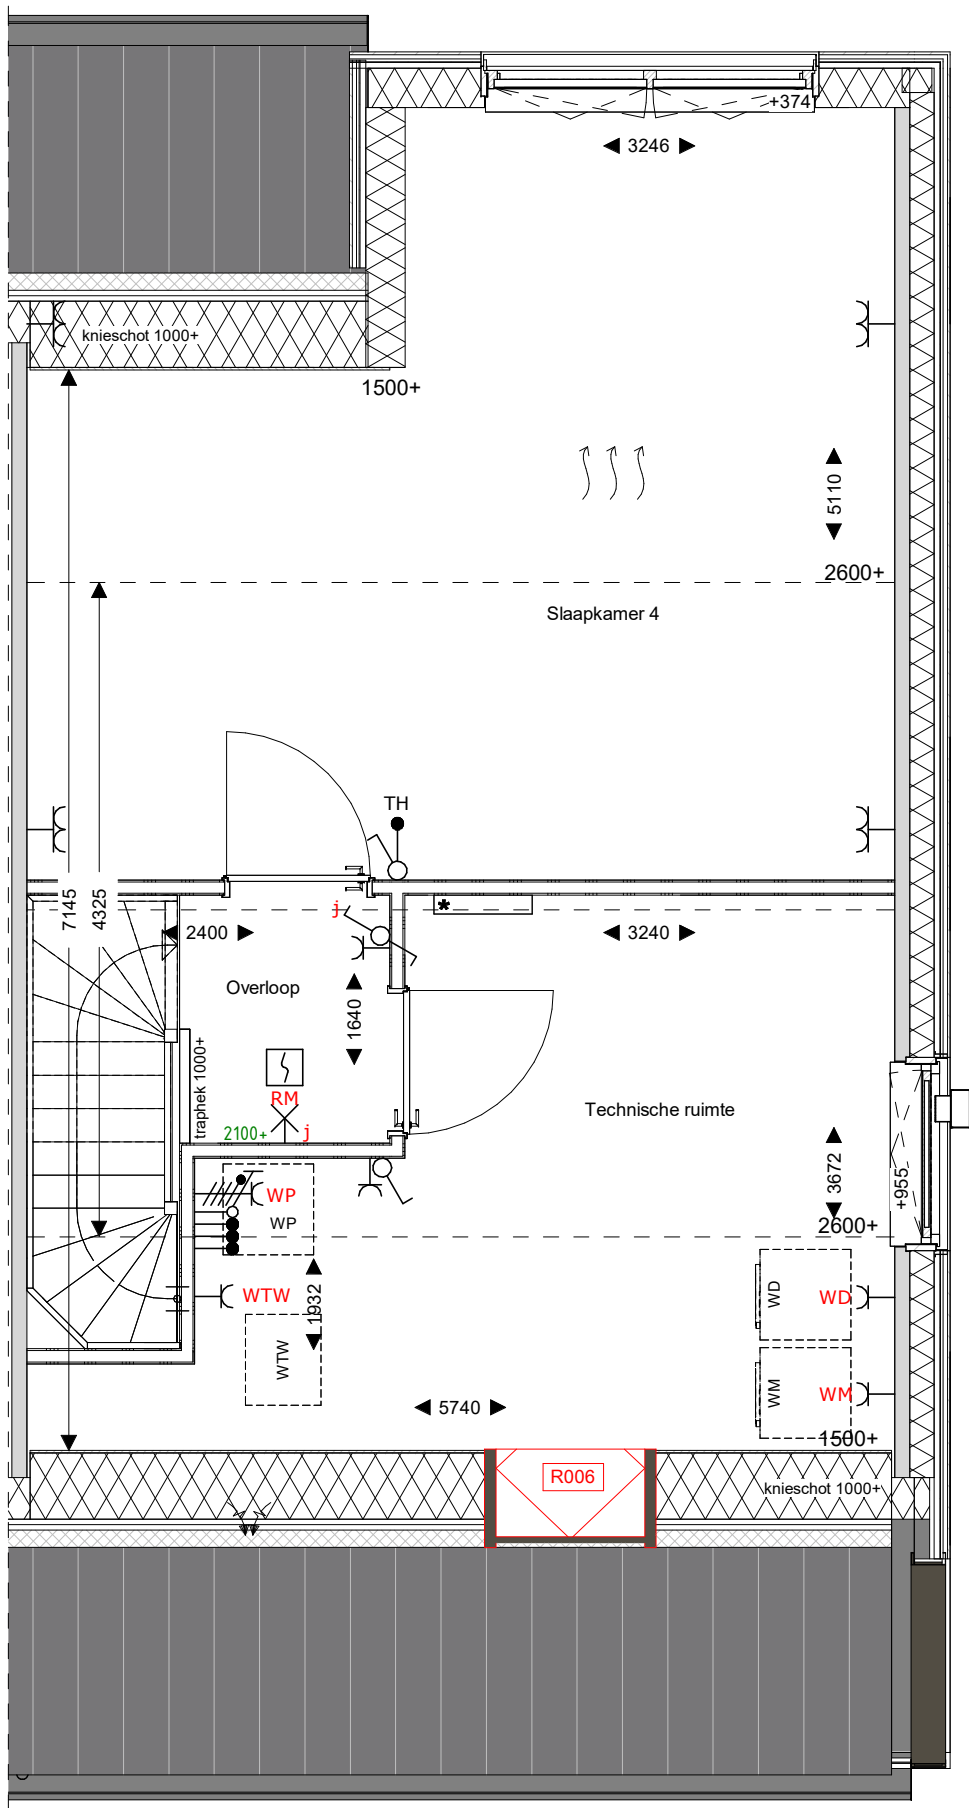 +374
3246
knieschot 1000+
1500+
5110
2600+
Slaapkamer 4
TH
7145
4325
j
*
2400
3240
Overloop
1640
traphek 1000+
RM
2100+
j
Technische ruimte
3672
+955
WP
WP
2600+
WTW
1932
WD
WD
WTW
WM
WM
5740
1500+
R006
knieschot 1000+